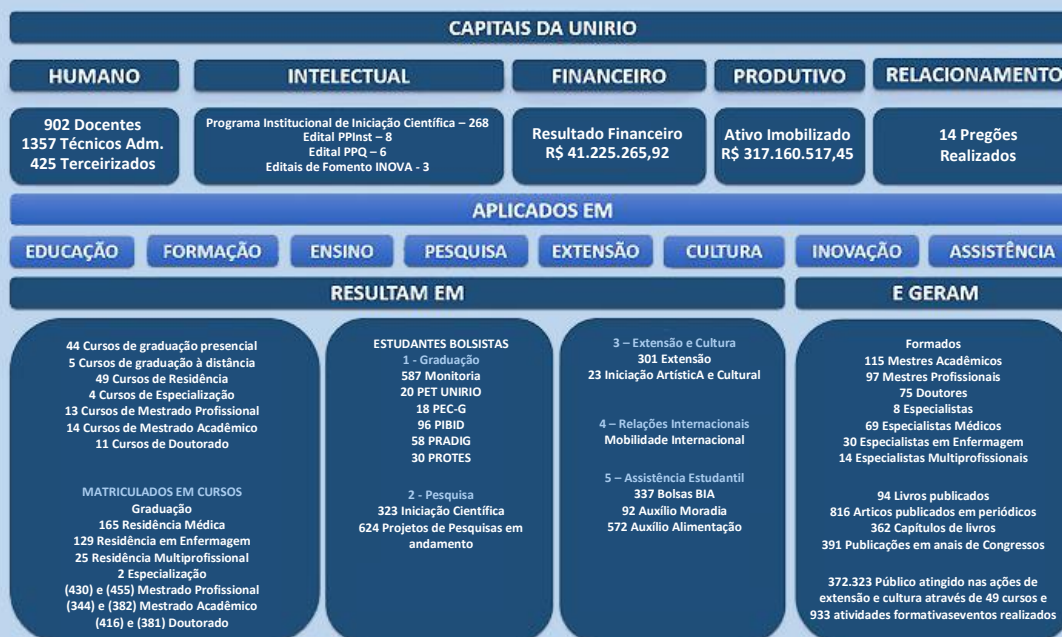 CAPITAIS DA UNIRIO
HUMANO
INTELECTUAL
FINANCEIRO
PRODUTIVO
RELACIONAMENTO
902 Docentes
1357 Técnicos Adm.
425 Terceirizados
Programa Institucional de Iniciação Científica – 268
Edital PPInst – 8
Edital PPQ – 6
Editais de Fomento INOVA - 3
Resultado Financeiro
R$ 41.225.265,92
Ativo Imobilizado
R$ 317.160.517,45
14 Pregões
Realizados
APLICADOS EM
EDUCAÇÃO
FORMAÇÃO
ENSINO
PESQUISA
EXTENSÃO
CULTURA
INOVAÇÃO
ASSISTÊNCIA
RESULTAM EM
E GERAM
44 Cursos de graduação presencial
5 Cursos de graduação à distância
49 Cursos de Residência
4 Cursos de Especialização
13 Cursos de Mestrado Profissional
14 Cursos de Mestrado Acadêmico
11 Cursos de Doutorado
MATRICULADOS EM CURSOS
Graduação
165 Residência Médica
129 Residência em Enfermagem
25 Residência Multiprofissional
2 Especialização
(430) e (455) Mestrado Profissional
(344) e (382) Mestrado Acadêmico
(416) e (381) Doutorado
ESTUDANTES BOLSISTAS
1 - Graduação
587 Monitoria
20 PET UNIRIO
18 PEC-G
96 PIBID
58 PRADIG
30 PROTES
2 - Pesquisa
323 Iniciação Científica
624 Projetos de Pesquisas em
andamento
3 – Extensão e Cultura
301 Extensão
23 Iniciação ArtísticA e Cultural
4 – Relações Internacionais
Mobilidade Internacional
5 – Assistência Estudantil
337 Bolsas BIA
92 Auxílio Moradia
572 Auxílio Alimentação
Formados
115 Mestres Acadêmicos
97 Mestres Profissionais
75 Doutores
8 Especialistas
69 Especialistas Médicos
30 Especialistas em Enfermagem
14 Especialistas Multiprofissionais
94 Livros publicados
816 Articos publicados em periódicos
362 Capítulos de livros
391 Publicações em anais de Congressos
372.323 Público atingido nas ações de
extensão e cultura através de 49 cursos e
933 atividades formativaseventos realizados